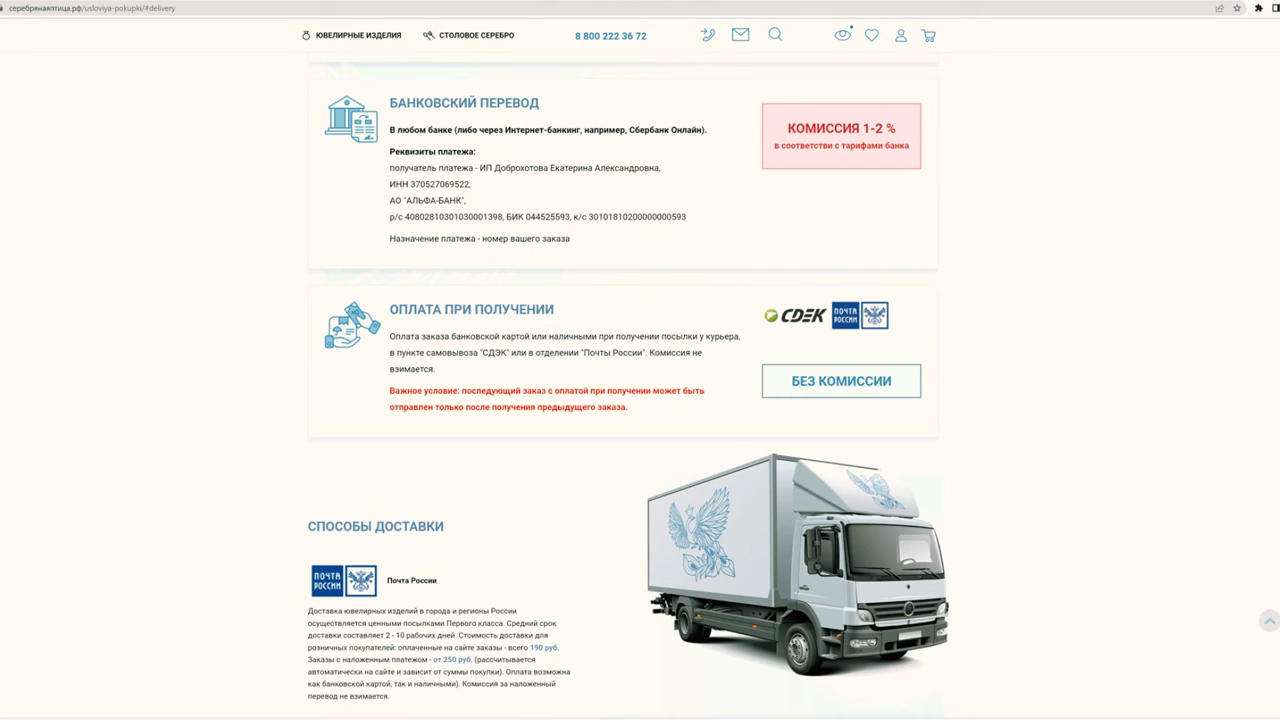 серебрянаяптица.рф/usloviya-pokupki/#delivery
ЮВЕЛИРНЫЕ ИЗДЕЛИЯ
СТОЛОВОЕ СЕРЕБРО
8 800 222 36 72
БАНКОВСКИЙ ПЕРЕВОД
В любом банке (либо через Интернет-банкинг, например, Сбербанк Онлайн).
Реквизиты платежа:
получатель платежа - ИП Доброхотова Екатерина Александровна,
ИНН 370527069522,
АО "АЛЬФА-БАНК",
р/с 40802810301030001398, БИК 044525593, к/с 30101810200000000593
Назначение платежа - номер вашего заказа
КОМИССИЯ 1-2 %
в соответстви с тарифами банка
ОПЛАТА ПРИ ПОЛУЧЕНИИ
Оплата заказа банковской картой или наличными при получении посылки у курьера,
в пункте самовывоза "СДЭК" или в отделении "Почты России". Комиссия не
взимается.
Важное условие: последующий заказ с оплатой при получении может быть
отправлен только после получения предыдущего заказа.
CDEK
ПОЧТА
РОССИИ
БЕЗ КОМИССИИ
СПОСОБЫ ДОСТАВКИ
ПОЧТА
РОССИИ
Почта России
Доставка ювелирных изделий в города и регионы России
осуществляется ценными посылками Первого класса. Средний срок
доставки составляет 2 - 10 рабочих дней. Стоимость доставки для
розничных покупателей: оплаченные на сайте заказы - всего 190 руб.
Заказы с наложенным платежом - от 250 руб. (рассчитывается
автоматически на сайте и зависит от суммы покупки). Оплата возможна
как банковской картой, так и наличными). Комиссия за наложенный
перевод не взимается.